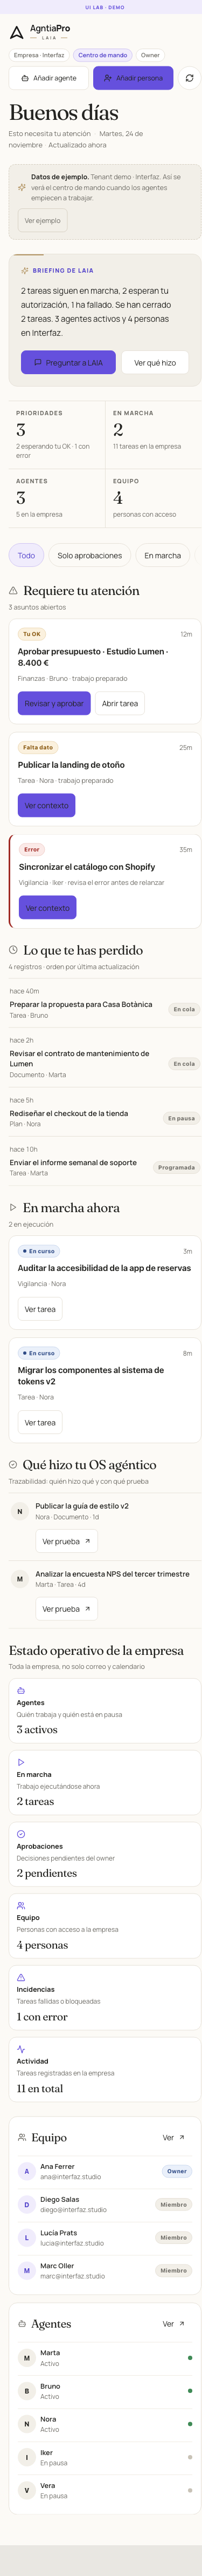 UI LAB · DEMO
AgntiaPro
LAIA
Empresa · Interfaz
Centro de mando
Owner
Añadir agente
Añadir persona
Buenos días
Esto necesita tu atención
Martes, 24 de
noviembre · Actualizado ahora
Datos de ejemplo. Tenant demo · Interfaz. Así se
verá el centro de mando cuando los agentes
empiecen a trabajar.
Ver ejemplo
BRIEFING DE LAIA
2 tareas siguen en marcha, 2 esperan tu
autorización, 1 ha fallado. Se han cerrado
2 tareas. 3 agentes activos y 4 personas
en Interfaz.
Preguntar a LAIA
Ver qué hizo
PRIORIDADES
3
2 esperando tu OK · 1 con
error
EN MARCHA
2
11 tareas en la empresa
AGENTES
3
5 en la empresa
EQUIPO
4
personas con acceso
Todo
Solo aprobaciones
En marcha
Requiere tu atención
3 asuntos abiertos
Tu OK
12m
Aprobar presupuesto · Estudio Lumen ·
8.400 €
Finanzas · Bruno · trabajo preparado
Revisar y aprobar
Abrir tarea
Falta dato
25m
Publicar la landing de otoño
Tarea · Nora · trabajo preparado
Ver contexto
Error
35m
Sincronizar el catálogo con Shopify
Vigilancia · Iker · revisa el error antes de relanzar
Ver contexto
Lo que te has perdido
4 registros · orden por última actualización
hace 40m
Preparar la propuesta para Casa Botànica
Tarea · Bruno
En cola
hace 2h
Revisar el contrato de mantenimiento de
Lumen
Documento · Marta
En cola
hace 5h
Rediseñar el checkout de la tienda
Plan · Nora
En pausa
hace 10h
Enviar el informe semanal de soporte
Tarea · Marta
Programada
En marcha ahora
2 en ejecución
En curso
3m
Auditar la accesibilidad de la app de reservas
Vigilancia · Nora
Ver tarea
En curso
8m
Migrar los componentes al sistema de
tokens v2
Tarea · Nora
Ver tarea
Qué hizo tu OS agéntico
Trazabilidad: quién hizo qué y con qué prueba
N
Publicar la guía de estilo v2
Nora · Documento · 1d
Ver prueba
M
Analizar la encuesta NPS del tercer trimestre
Marta · Tarea · 4d
Ver prueba
Estado operativo de la empresa
Toda la empresa, no solo correo y calendario
Agentes
Quién trabaja y quién está en pausa
3 activos
En marcha
Trabajo ejecutándose ahora
2 tareas
Aprobaciones
Decisiones pendientes del owner
2 pendientes
Equipo
Personas con acceso a la empresa
4 personas
Incidencias
Tareas fallidas o bloqueadas
1 con error
Actividad
Tareas registradas en la empresa
11 en total
Equipo
Ver
A
Ana Ferrer
ana@interfaz.studio
Owner
D
Diego Salas
diego@interfaz.studio
Miembro
L
Lucía Prats
lucia@interfaz.studio
Miembro
M
Marc Oller
marc@interfaz.studio
Miembro
Agentes
Ver
M
Marta
Activo
B
Bruno
Activo
N
Nora
Activo
I
Iker
En pausa
V
Vera
En pausa